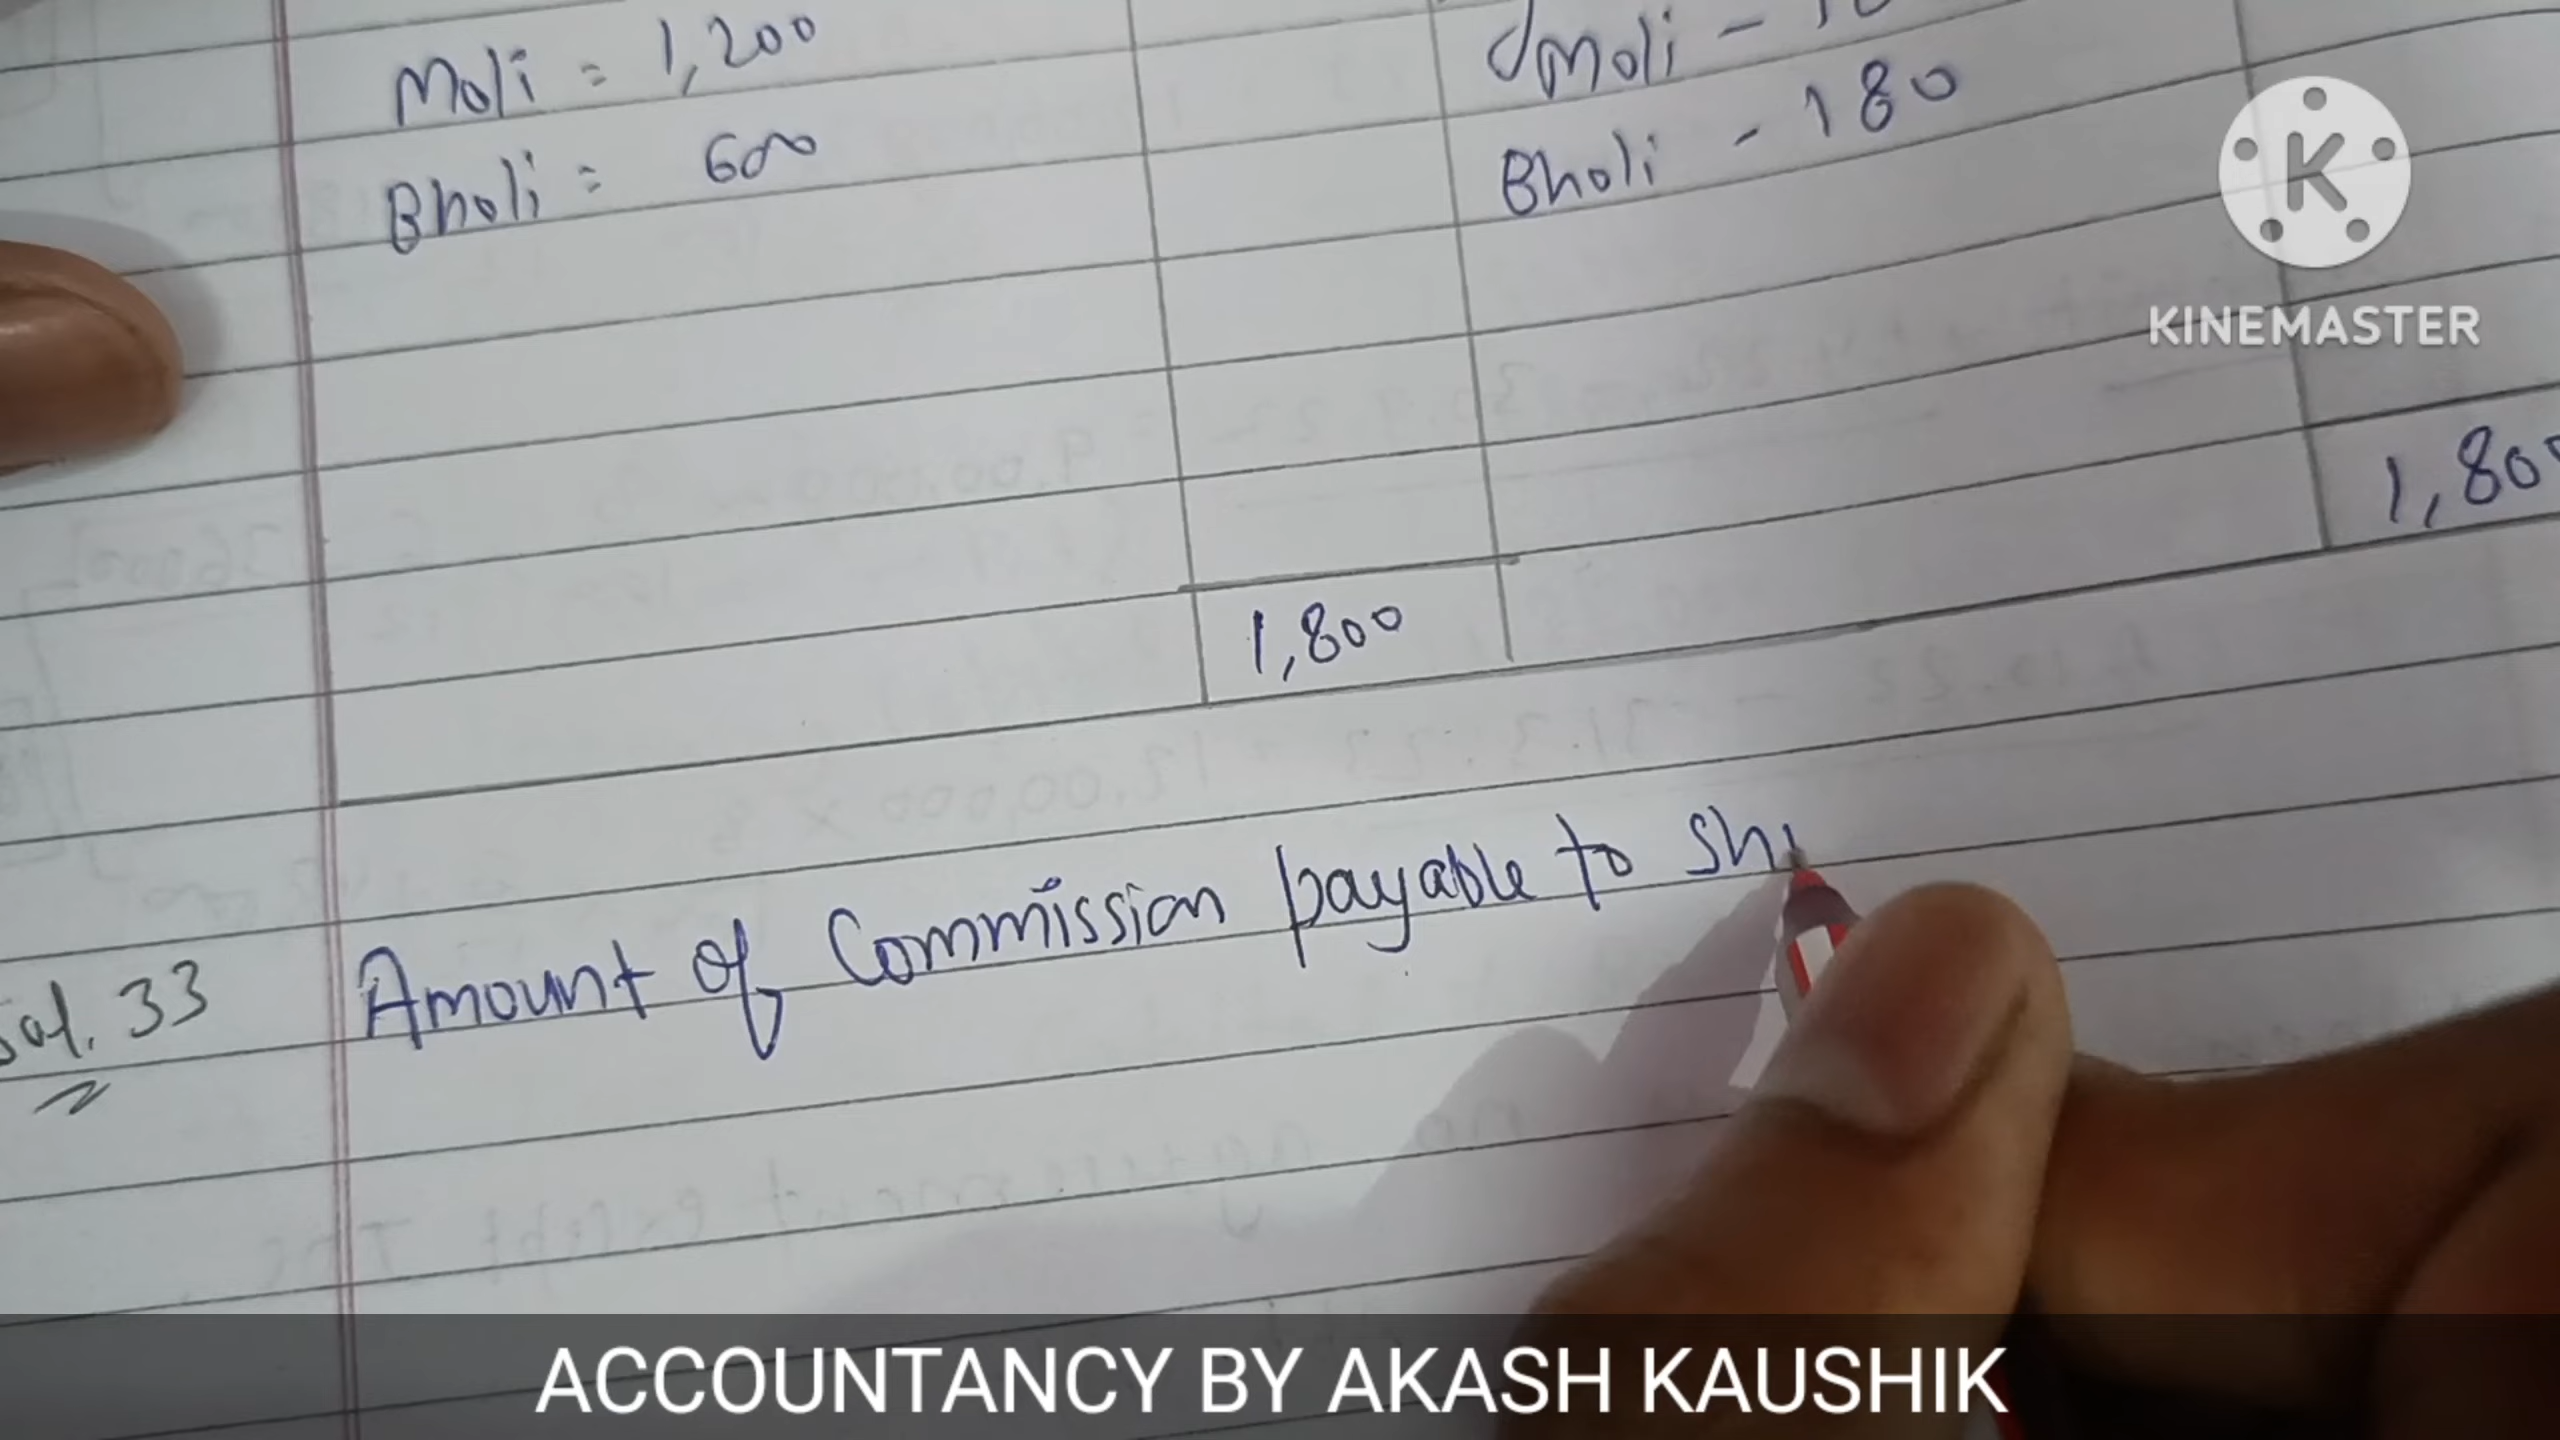 Moli = 1,200
Moli -
Bholi = 600
Bholi - 180
K
KINEMASTER
1,800
1,800
Sol. 33
Amount of Commission payable to Shi
ACCOUNTANCY BY AKASH KAUSHIK